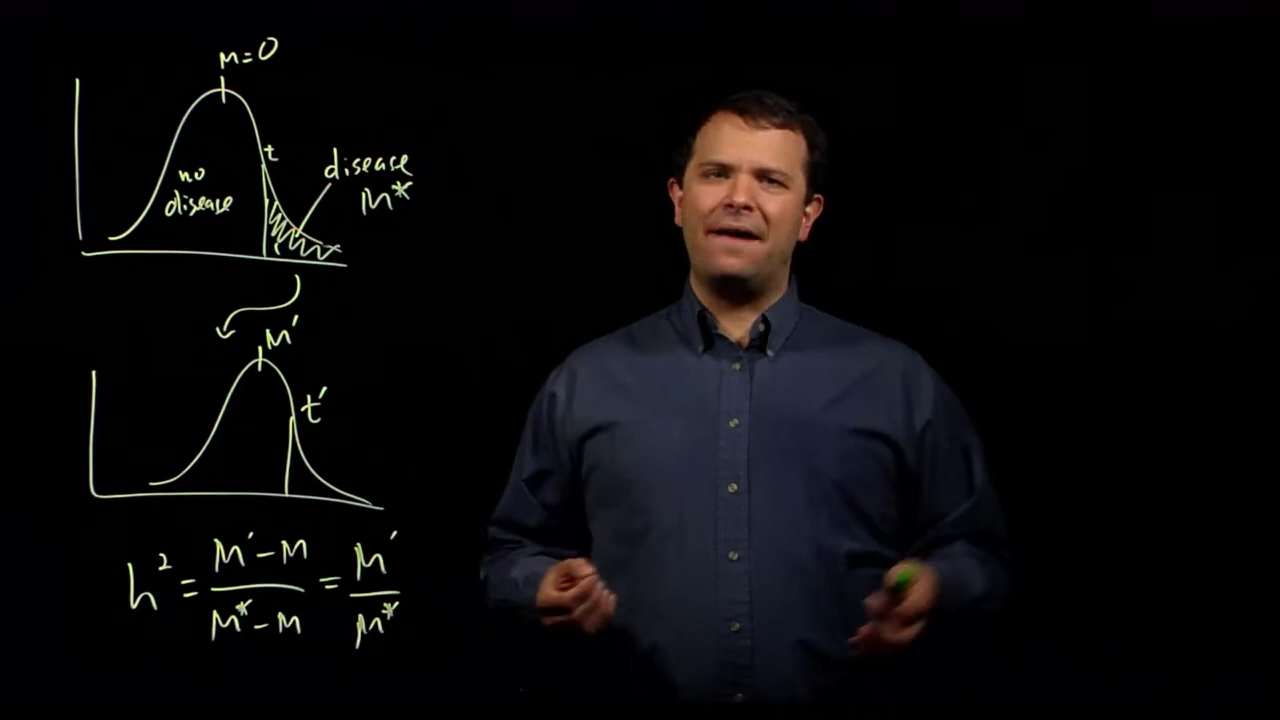 M=0
t
disease
M*
no
disease
M'
t'
h² = M'-M / M*-M = M' / M*